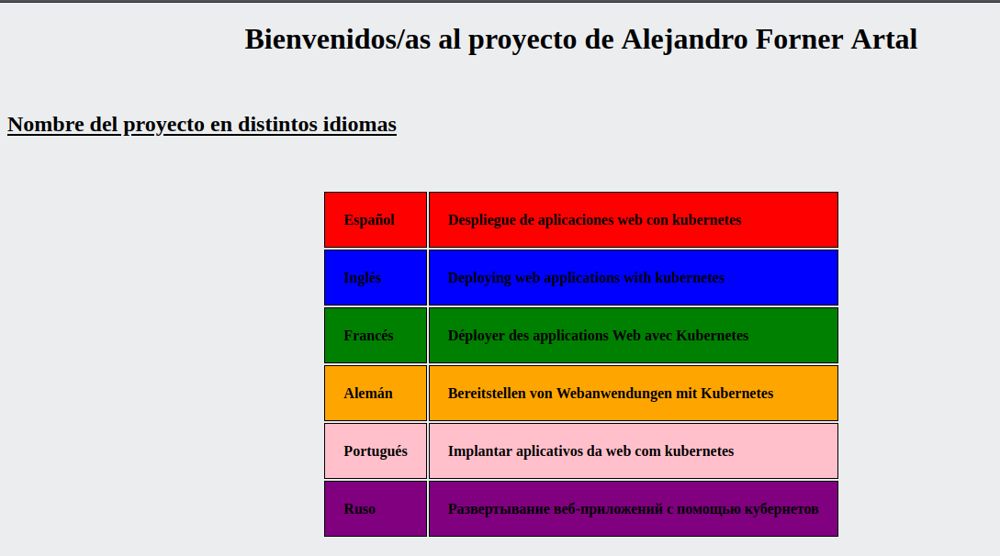 Bienvenidos/as al proyecto de Alejandro Forner Artal
Nombre del proyecto en distintos idiomas
Español Despliegue de aplicaciones web con kubernetes
Inglés Deploying web applications with kubernetes
Francés Déployer des applications Web avec Kubernetes
Alemán Bereitstellen von Webanwendungen mit Kubernetes
Portugués Implantar aplicativos da web com kubernetes
Ruso Развертывание веб-приложений с помощью кубернетов